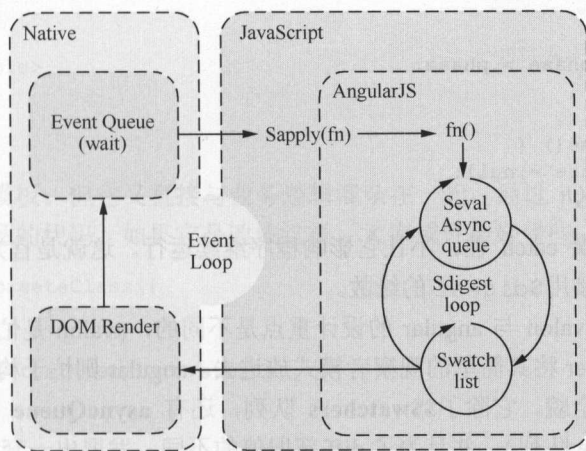 Native
JavaScript
AngularJS
Event Queue
(wait)
Sapply(fn)
fn()
Seval
Async
queue
Event
Loop
Sdigest
loop
DOM Render
Swatch
list